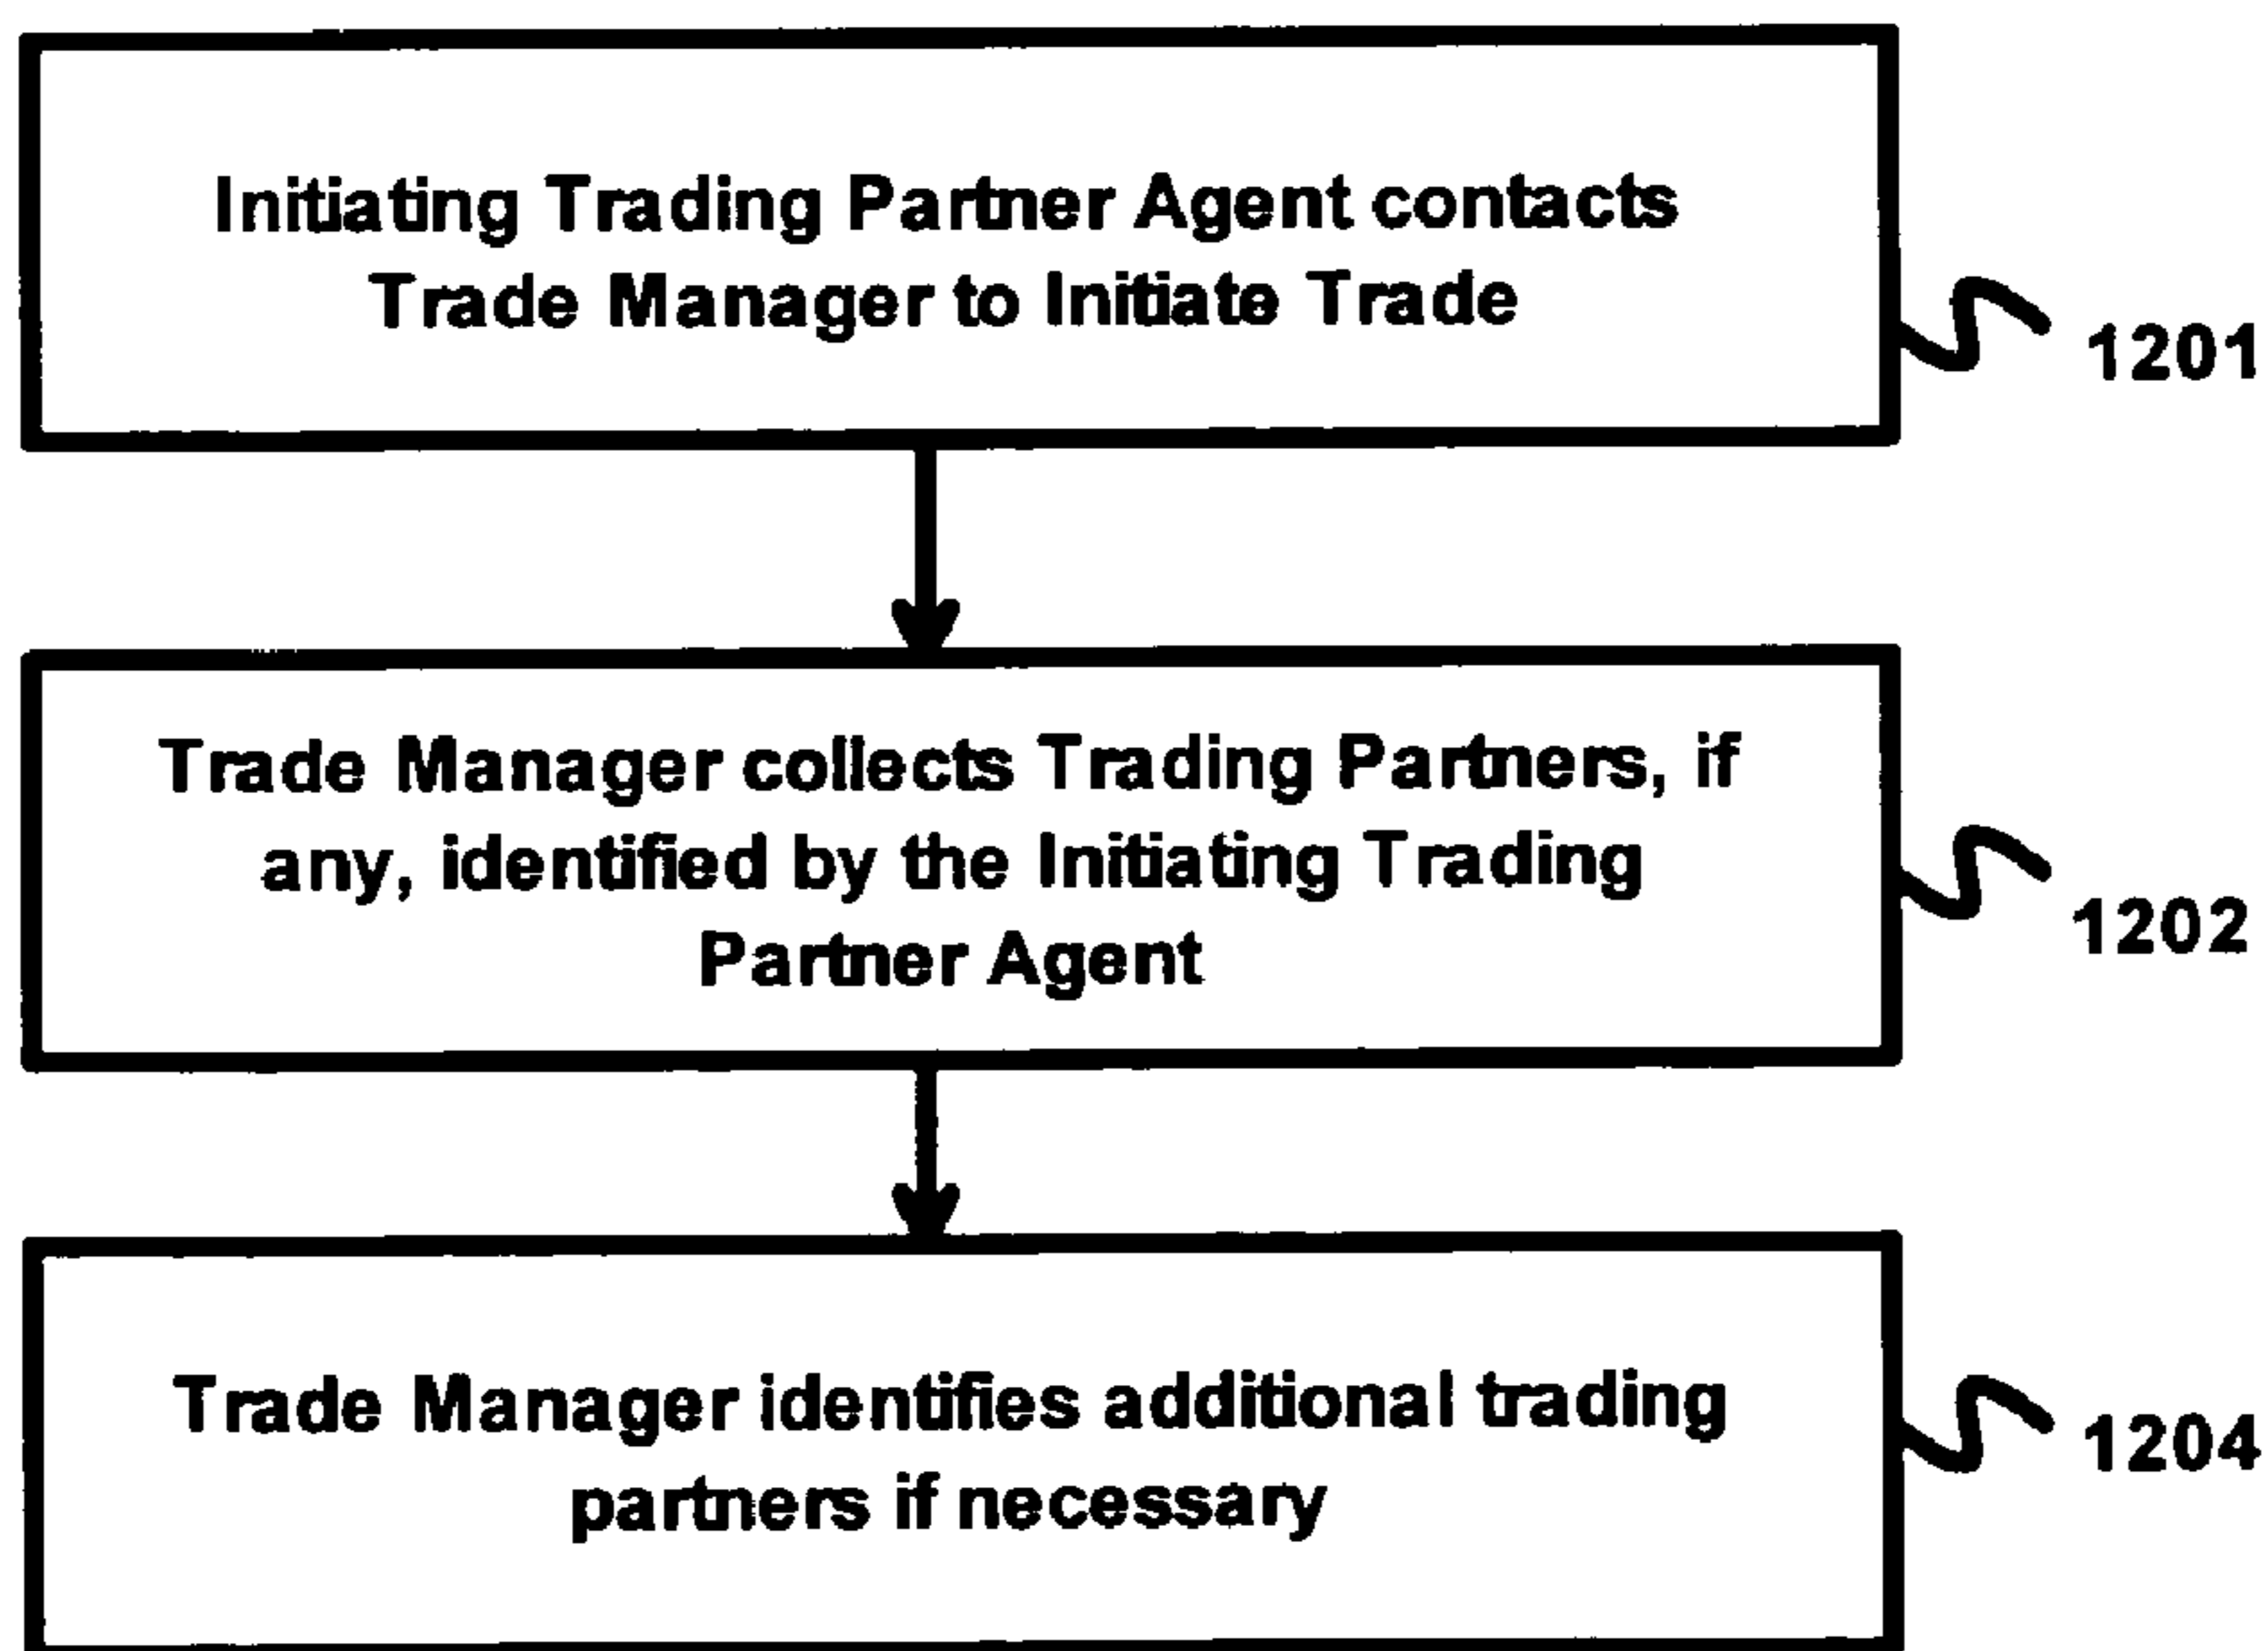 Initiating Trading Partner Agent contacts
Trade Manager to Initiate Trade
1201
Trade Manager collects Trading Partners, if
any, identified by the Initiating Trading
Partner Agent
1202
Trade Manager identifies additional trading
partners if necessary
1204